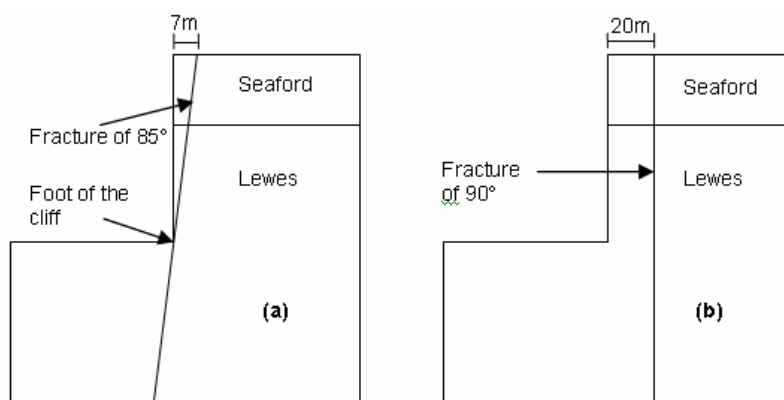 7m
Seaford
Fracture of 85°
Lewes
Foot of the
cliff
(a)
20m
Seaford
Fracture
of 90°
Lewes
(b)